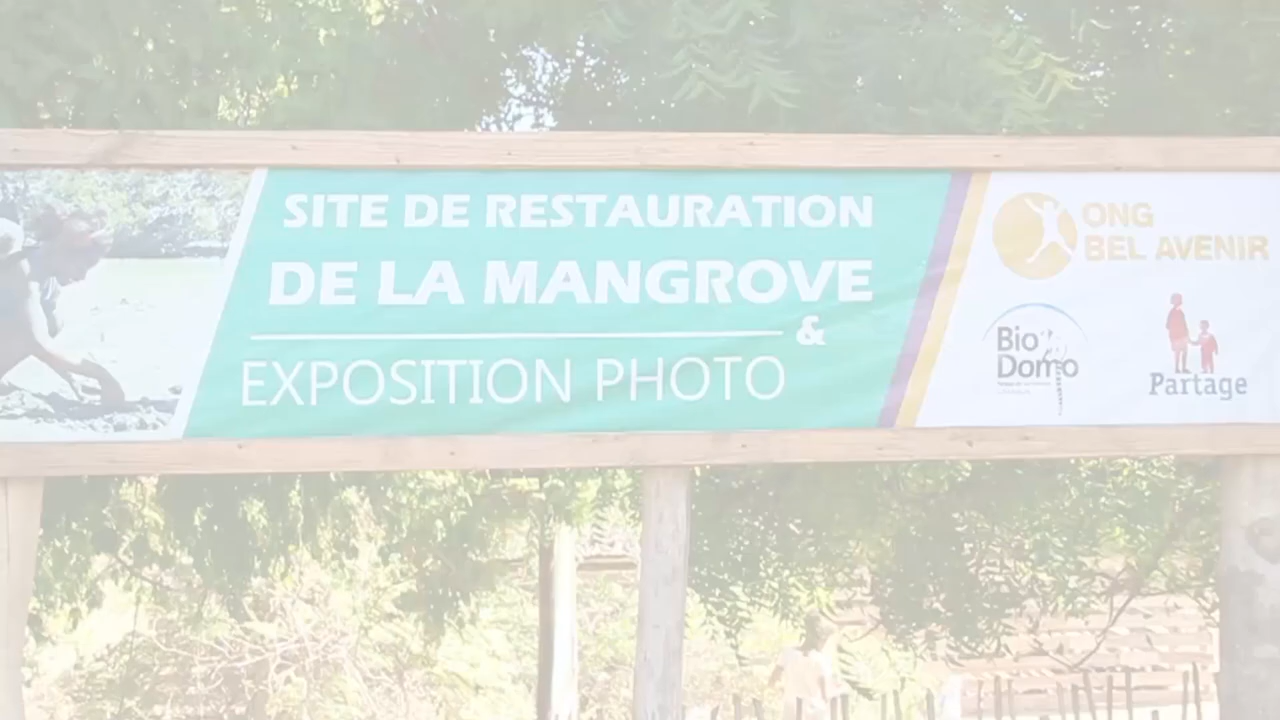 SITE DE RESTAURATION
DE LA MANGROVE
&
EXPOSITION PHOTO
ONG
BEL AVENIR
Bio
Domo
Partage